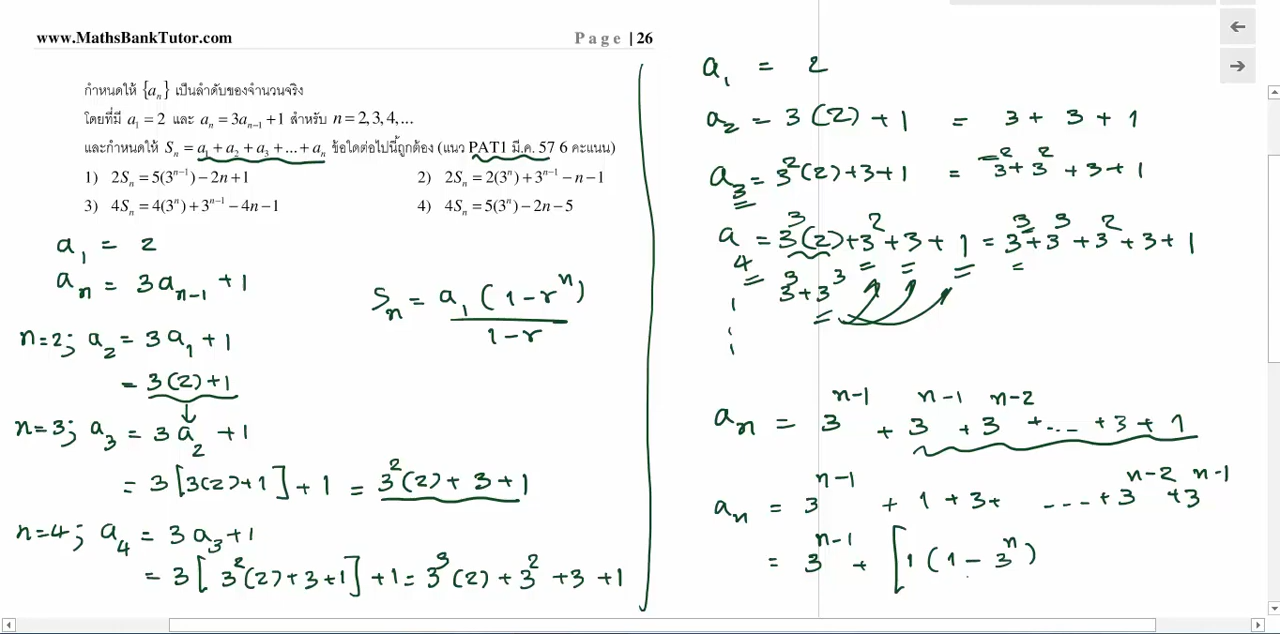 www.MathsBankTutor.com
Page | 26
กำหนดให้ {aₙ} เป็นลำดับของจำนวนจริง
โดยที่มี a₁ = 2 และ aₙ = 3aₙ₋₁ + 1 สำหรับ n = 2, 3, 4, ...
และกำหนดให้ Sₙ = a₁ + a₂ + a₃ + ... + aₙ ข้อใดต่อไปนี้ถูกต้อง (แนว PAT1 มี.ค. 57 6 คะแนน)
1) 2Sₙ = 5(3ⁿ⁻¹) − 2n + 1
2) 2Sₙ = 2(3ⁿ) + 3ⁿ⁻¹ − n − 1
3) 4Sₙ = 4(3ⁿ) + 3ⁿ⁻¹ − 4n − 1
4) 4Sₙ = 5(3ⁿ) − 2n − 5
a₁ = 2
aₙ = 3aₙ₋₁ + 1
n=2; a₂ = 3a₁ + 1
= 3(2)+1
n=3; a₃ = 3a₂ + 1
= 3[3(2)+1] + 1 = 3²(2) + 3 + 1
n=4; a₄ = 3a₃ + 1
= 3[3²(2)+3+1] + 1 = 3³(2) + 3² + 3 + 1
Sₙ = a₁(1 − rⁿ)
1 − r
a₁ = 2
a₂ = 3(2) + 1 = 3 + 3 + 1
a₃ = 3²(2) + 3 + 1 = 3² + 3² + 3 + 1
a₄ = 3³(2) + 3² + 3 + 1 = 3³ + 3³ + 3² + 3 + 1
3³ + 3³
aₙ = 3ⁿ⁻¹ + 3ⁿ⁻¹ + 3ⁿ⁻² + ... + 3 + 1
aₙ = 3ⁿ⁻¹ + 1 + 3 + .... + 3ⁿ⁻² + 3ⁿ⁻¹
= 3ⁿ⁻¹ + [1(1 − 3ⁿ)